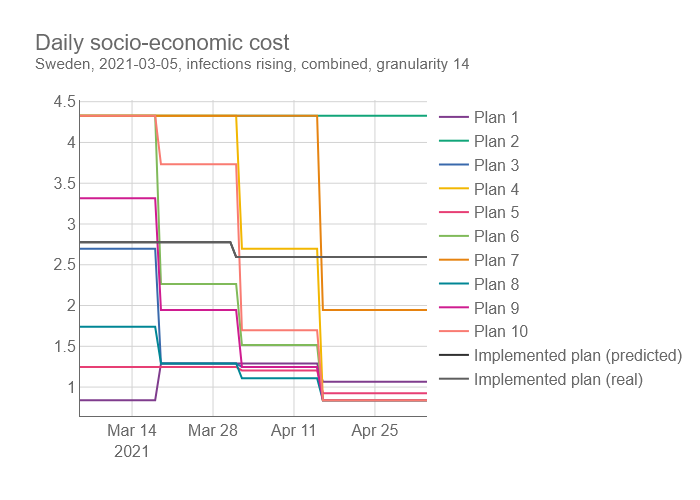 Daily socio-economic cost
Sweden, 2021-03-05, infections rising, combined, granularity 14
4.5
4
3.5
3
2.5
2
1.5
1
Mar 14
2021
Mar 28
Apr 11
Apr 25
Plan 1
Plan 2
Plan 3
Plan 4
Plan 5
Plan 6
Plan 7
Plan 8
Plan 9
Plan 10
Implemented plan (predicted)
Implemented plan (real)